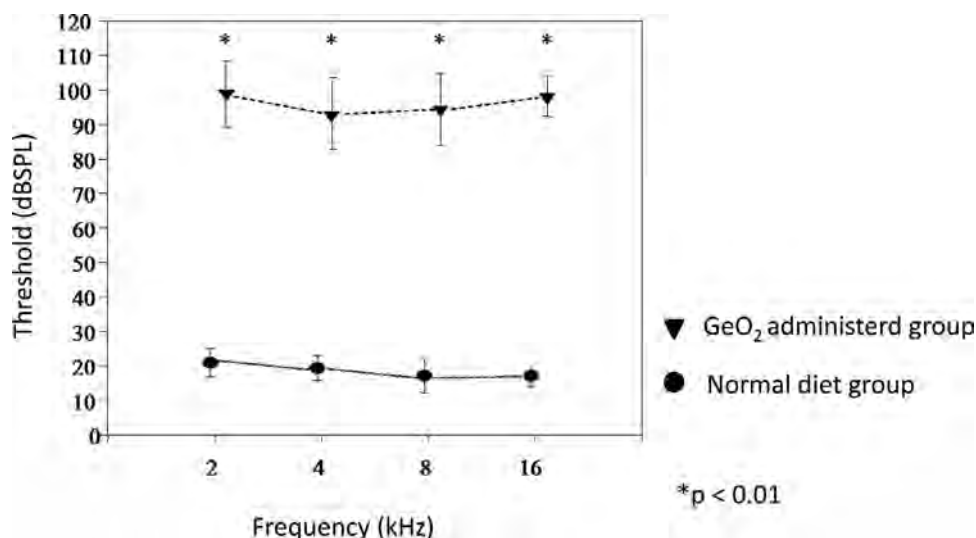 120
110
100
90
80
70
60
50
40
30
20
10
0
* * * *
Threshold (dBSPL)
2 4 8 16
Frequency (kHz)
GeO₂ administerd group
Normal diet group
*p < 0.01